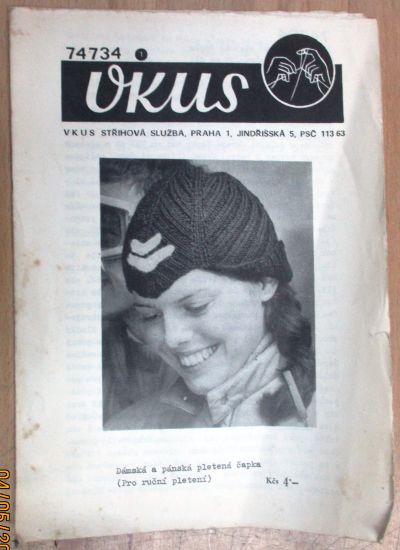 74734 1
VKUS
VKUS STŘIHOVÁ SLUŽBA, PRAHA 1, JINDŘIŠSKÁ 5, PSČ 113 63
Dámská a pánská pletená čapka
(Pro ruční pletení) Kčs 4'-